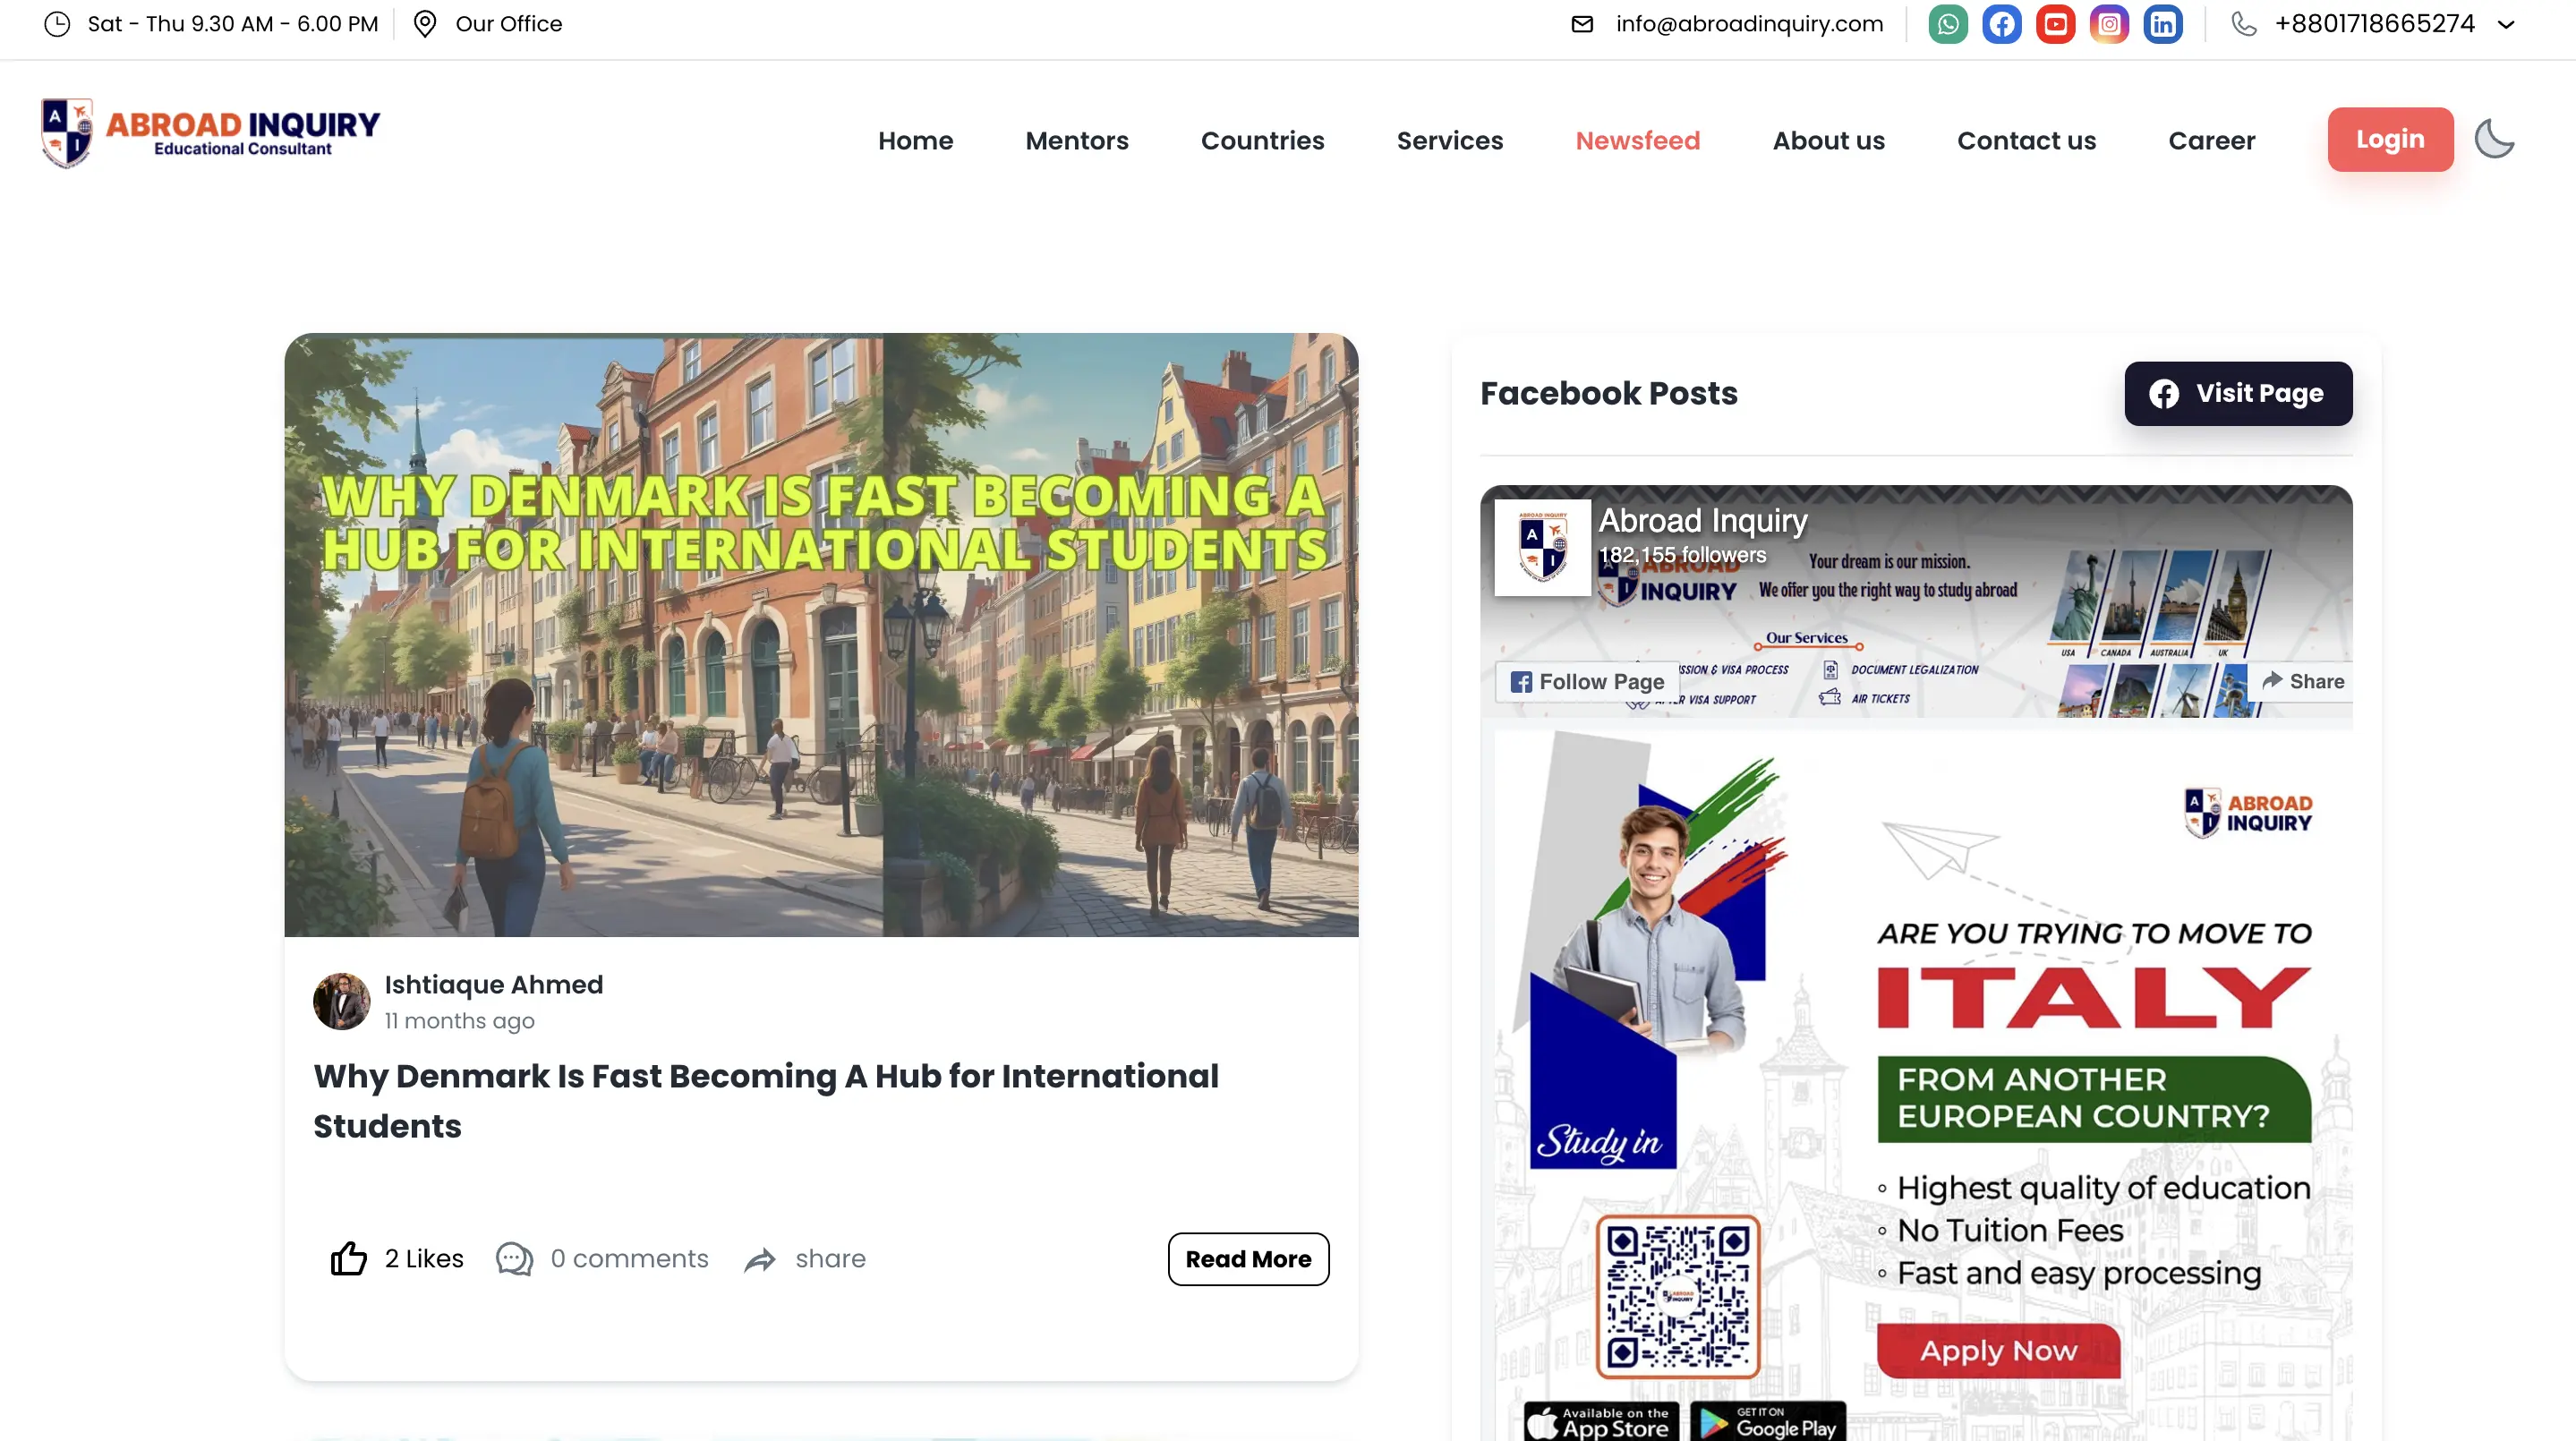 Sat - Thu 9.30 AM - 6.00 PM
Our Office
info@abroadinquiry.com
+8801718665274
A
I
ABROAD INQUIRY
Educational Consultant
Home
Mentors
Countries
Services
Newsfeed
About us
Contact us
Career
Login
WHY DENMARK IS FAST BECOMING A
HUB FOR INTERNATIONAL STUDENTS
Ishtiaque Ahmed
11 months ago
Why Denmark Is Fast Becoming A Hub for International
Students
2 Likes
0 comments
share
Read More
Facebook Posts
Visit Page
ABROAD INQUIRY
A
I
Abroad Inquiry
182,155 followers
ABROAD
INQUIRY
Your dream is our mission.
We offer you the right way to study abroad
Our Services
& VISA PROCESS
DOCUMENT LEGALIZATION
VISA SUPPORT
AIR TICKETS
USA
CANADA
AUSTRALIA
UK
Follow Page
Share
A
I
ABROAD
INQUIRY
ARE YOU TRYING TO MOVE TO
ITALY
FROM ANOTHER
EUROPEAN COUNTRY?
Study in
◦ Highest quality of education
◦ No Tuition Fees
◦ Fast and easy processing
ABROAD
INQUIRY
Apply Now
Available on the
App Store
GET IT ON
Google Play